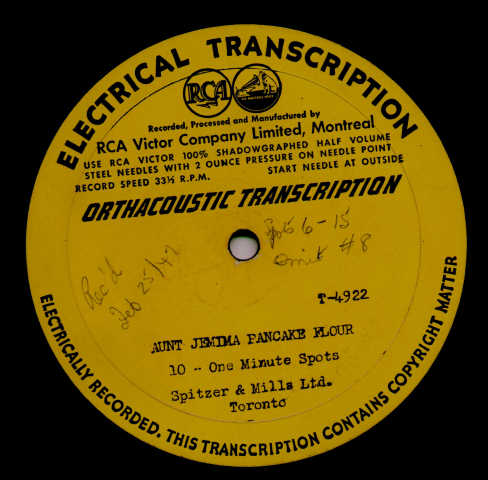 ELECTRICAL TRANSCRIPTION
RCA
Recorded, Processed and Manufactured by
RCA Victor Company Limited, Montreal
USE RCA VICTOR 100% SHADOWGRAPHED HALF VOLUME
STEEL NEEDLES WITH 2 OUNCE PRESSURE ON NEEDLE POINT
RECORD SPEED 33⅓ R.P.M. START NEEDLE AT OUTSIDE
ORTHACOUSTIC TRANSCRIPTION
Rec'd
Feb 25/42
6-15
omit #8
T-4922
AUNT JEMIMA PANCAKE FLOUR
10 - One Minute Spots
Spitzer & Mills Ltd.
Toronto
ELECTRICALLY RECORDED. THIS TRANSCRIPTION CONTAINS COPYRIGHT MATTER